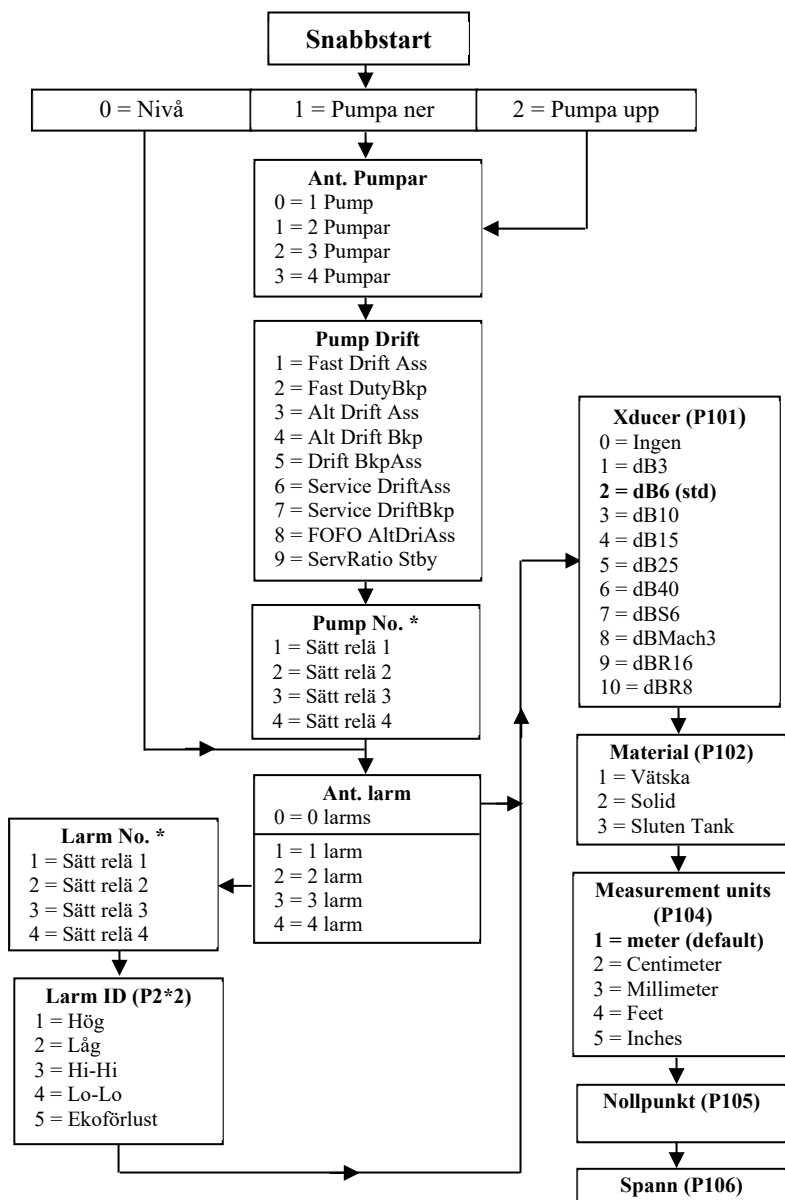 Snabbstart
0 = Nivå
1 = Pumpa ner
2 = Pumpa upp
Ant. Pumpar
0 = 1 Pump
1 = 2 Pumpar
2 = 3 Pumpar
3 = 4 Pumpar
Pump Drift
1 = Fast Drift Ass
2 = Fast DutyBkp
3 = Alt Drift Ass
4 = Alt Drift Bkp
5 = Drift BkpAss
6 = Service DriftAss
7 = Service DriftBkp
8 = FOFO AltDriAss
9 = ServRatio Stby
Pump No. *
1 = Sätt relä 1
2 = Sätt relä 2
3 = Sätt relä 3
4 = Sätt relä 4
Ant. larm
0 = 0 larms
1 = 1 larm
2 = 2 larm
3 = 3 larm
4 = 4 larm
Larm No. *
1 = Sätt relä 1
2 = Sätt relä 2
3 = Sätt relä 3
4 = Sätt relä 4
Larm ID (P2*2)
1 = Hög
2 = Låg
3 = Hi-Hi
4 = Lo-Lo
5 = Ekoförlust
Xducer (P101)
0 = Ingen
1 = dB3
2 = dB6 (std)
3 = dB10
4 = dB15
5 = dB25
6 = dB40
7 = dBS6
8 = dBMach3
9 = dBR16
10 = dBR8
Material (P102)
1 = Vätska
2 = Solid
3 = Sluten Tank
Measurement units
(P104)
1 = meter (default)
2 = Centimeter
3 = Millimeter
4 = Feet
5 = Inches
Nollpunkt (P105)
Spann (P106)